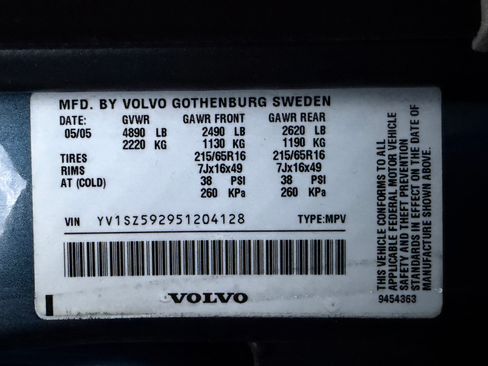 MFD. BY VOLVO GOTHENBURG SWEDEN
DATE: GVWR GAWR FRONT GAWR REAR
05/05 4890 LB 2490 LB 2620 LB
2220 KG 1130 KG 1190 KG
TIRES 215/65R16 215/65R16
RIMS 7Jx16x49 7Jx16x49
AT (COLD) 38 PSI 38 PSI
260 KPA 260 KPA
VIN YV1SZ592951204128 TYPE:MPV
VOLVO
THIS VEHICLE CONFORMS TO ALL
APPLICABLE FEDERAL MOTOR VEHICLE
SAFETY AND THEFT PREVENTION
STANDARDS IN EFFECT ON THE DATE OF
MANUFACTURE SHOWN ABOVE.
9454363